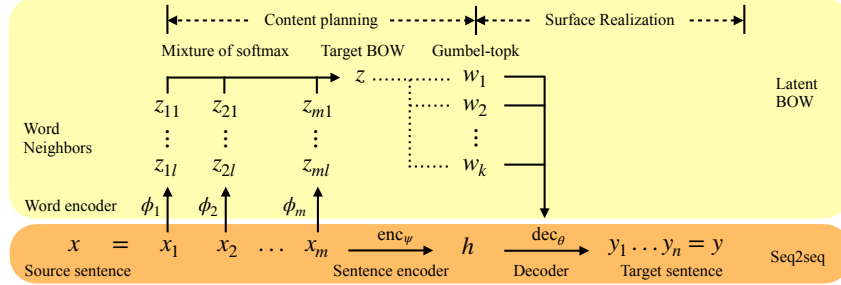 Content planning Surface Realization
Mixture of softmax Target BOW Gumbel-topk
z w₁
z₁₁ z₂₁ zₘ₁ w₂
Latent BOW
Word Neighbors
⋮ ⋮ ⋮ ⋮
z₁ₗ z₂ₗ zₘₗ wₖ
Word encoder ϕ₁ ϕ₂ ϕₘ
x = x₁ x₂ … xₘ enc_ψ h dec_θ y₁ … yₙ = y
Source sentence Sentence encoder Decoder Target sentence Seq2seq